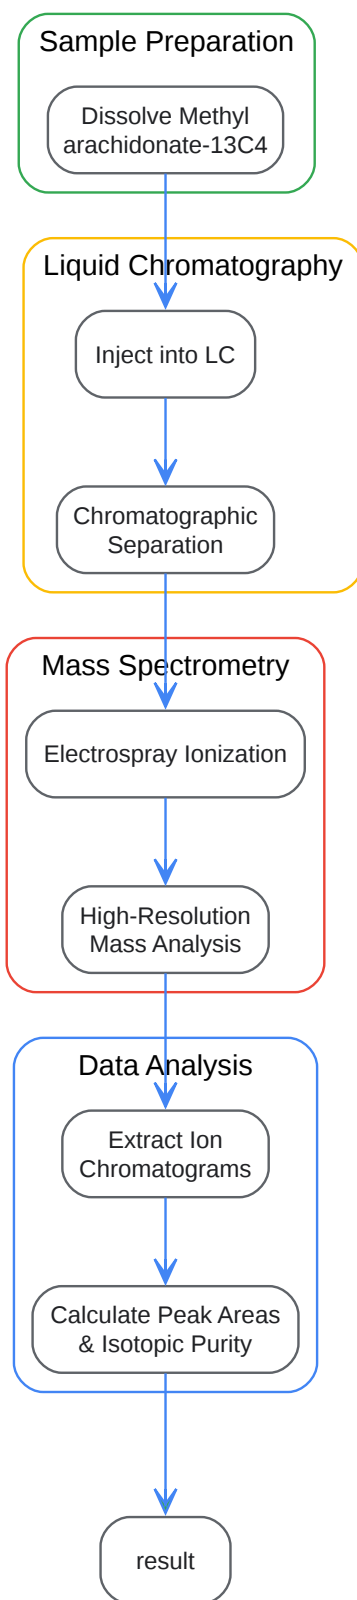 Sample Preparation
Dissolve Methyl
arachidonate-13C4
Liquid Chromatography
Inject into LC
Chromatographic
Separation
Mass Spectrometry
Electrospray Ionization
High-Resolution
Mass Analysis
Data Analysis
Extract Ion
Chromatograms
Calculate Peak Areas
& Isotopic Purity
result